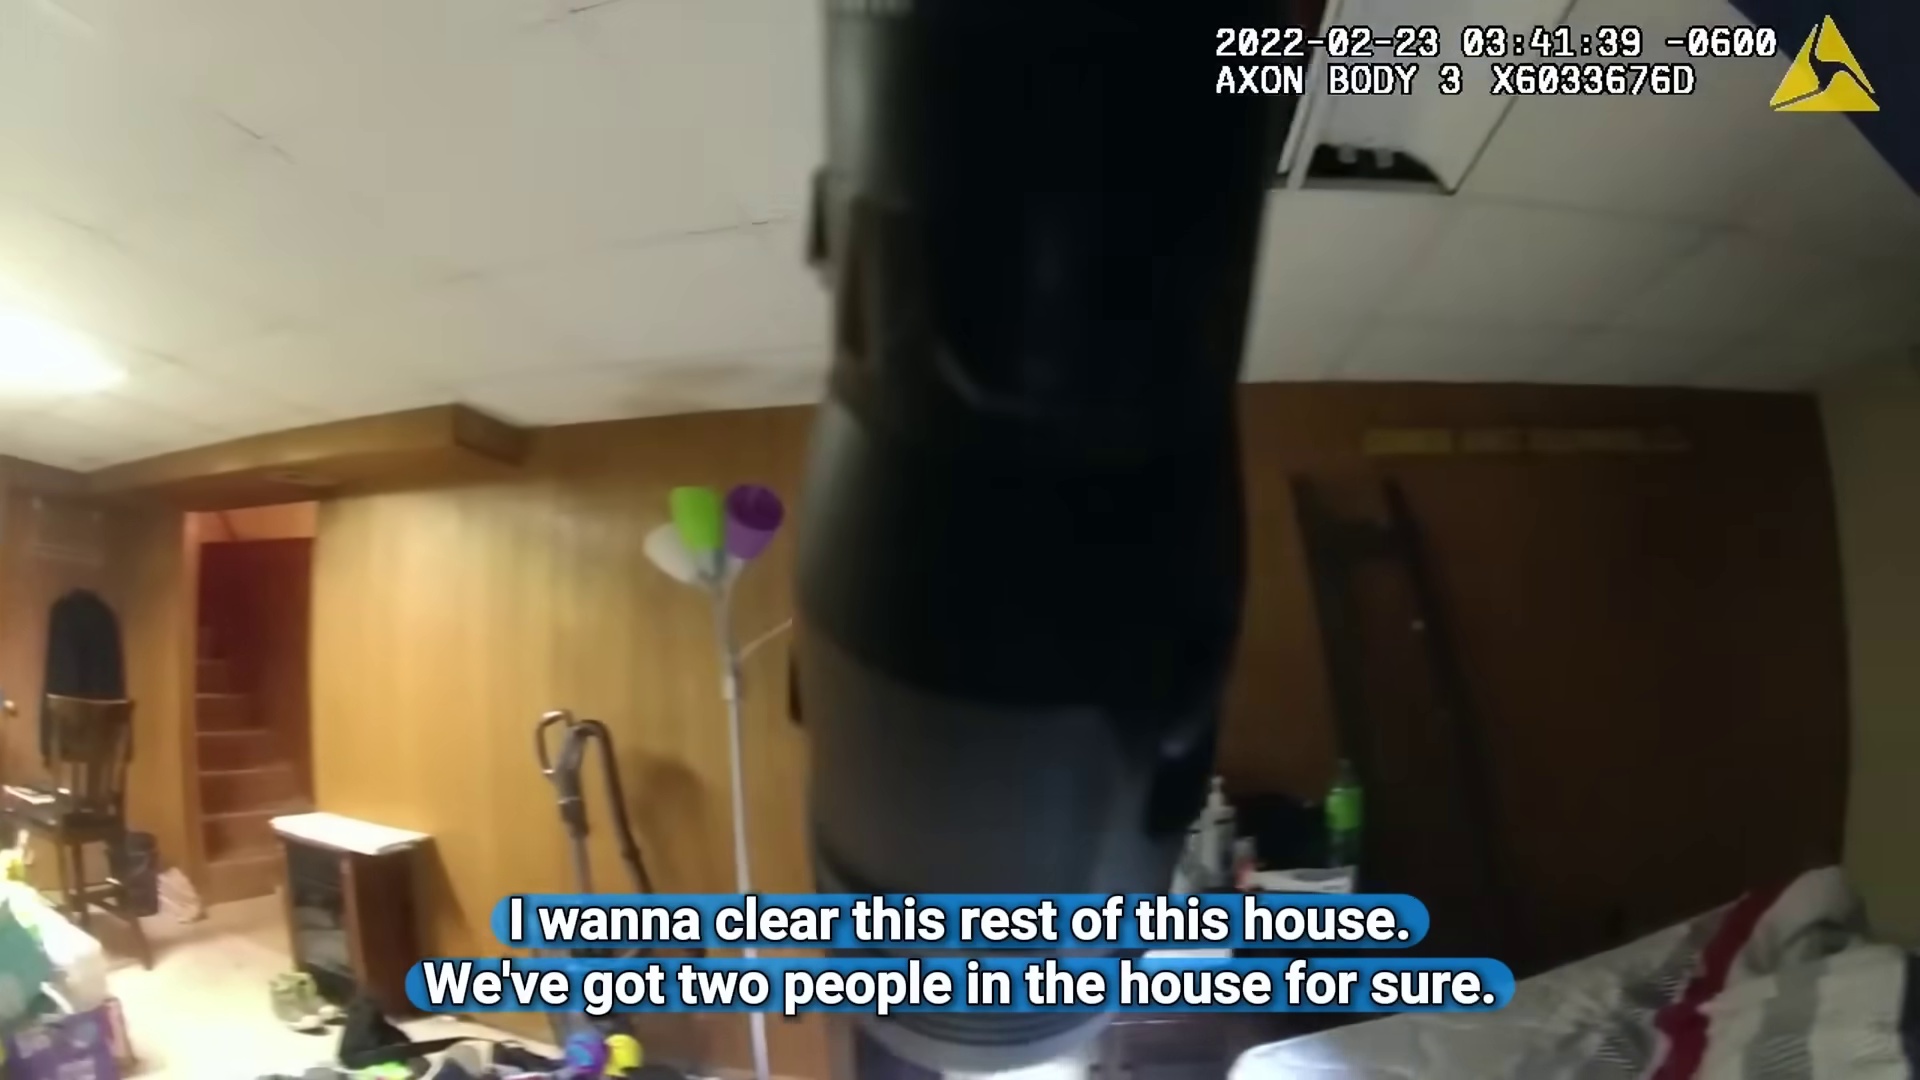 2022-02-23 03:41:39 -0600
AXON BODY 3 X6033676D
I wanna clear this rest of this house.
We've got two people in the house for sure.